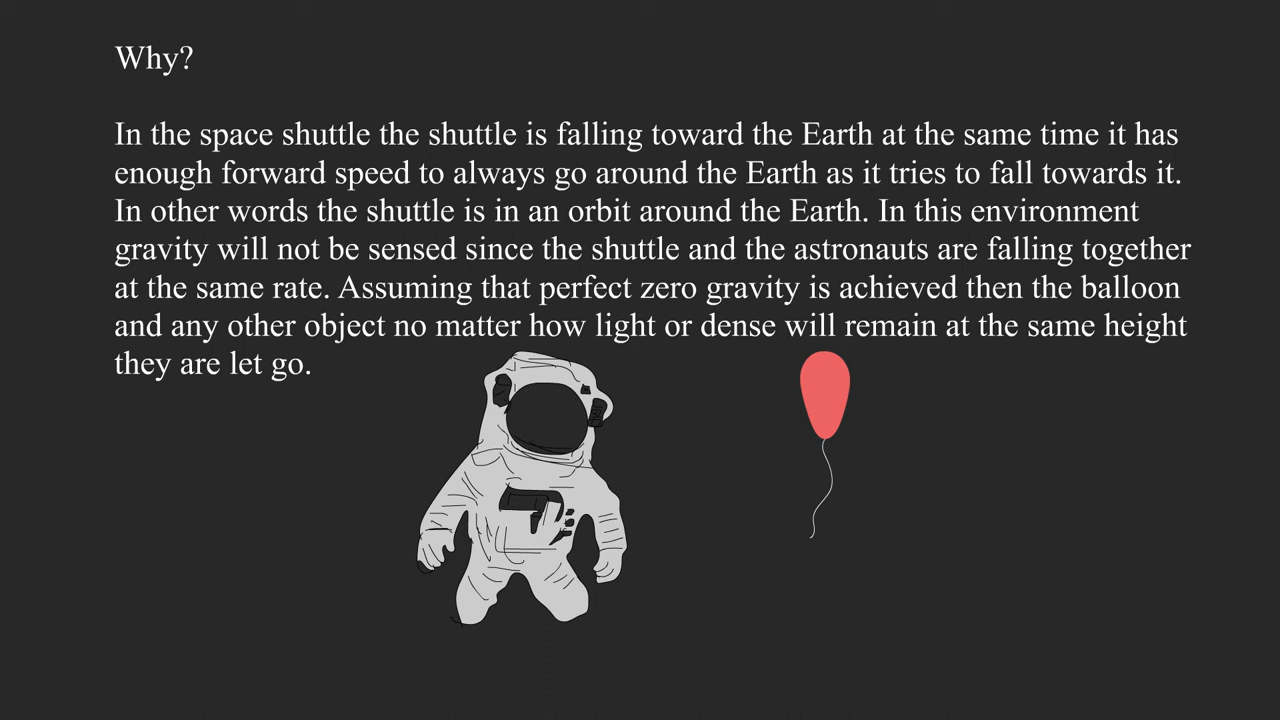 Why?
In the space shuttle the shuttle is falling toward the Earth at the same time it has
enough forward speed to always go around the Earth as it tries to fall towards it.
In other words the shuttle is in an orbit around the Earth. In this environment
gravity will not be sensed since the shuttle and the astronauts are falling together
at the same rate. Assuming that perfect zero gravity is achieved then the balloon
and any other object no matter how light or dense will remain at the same height
they are let go.